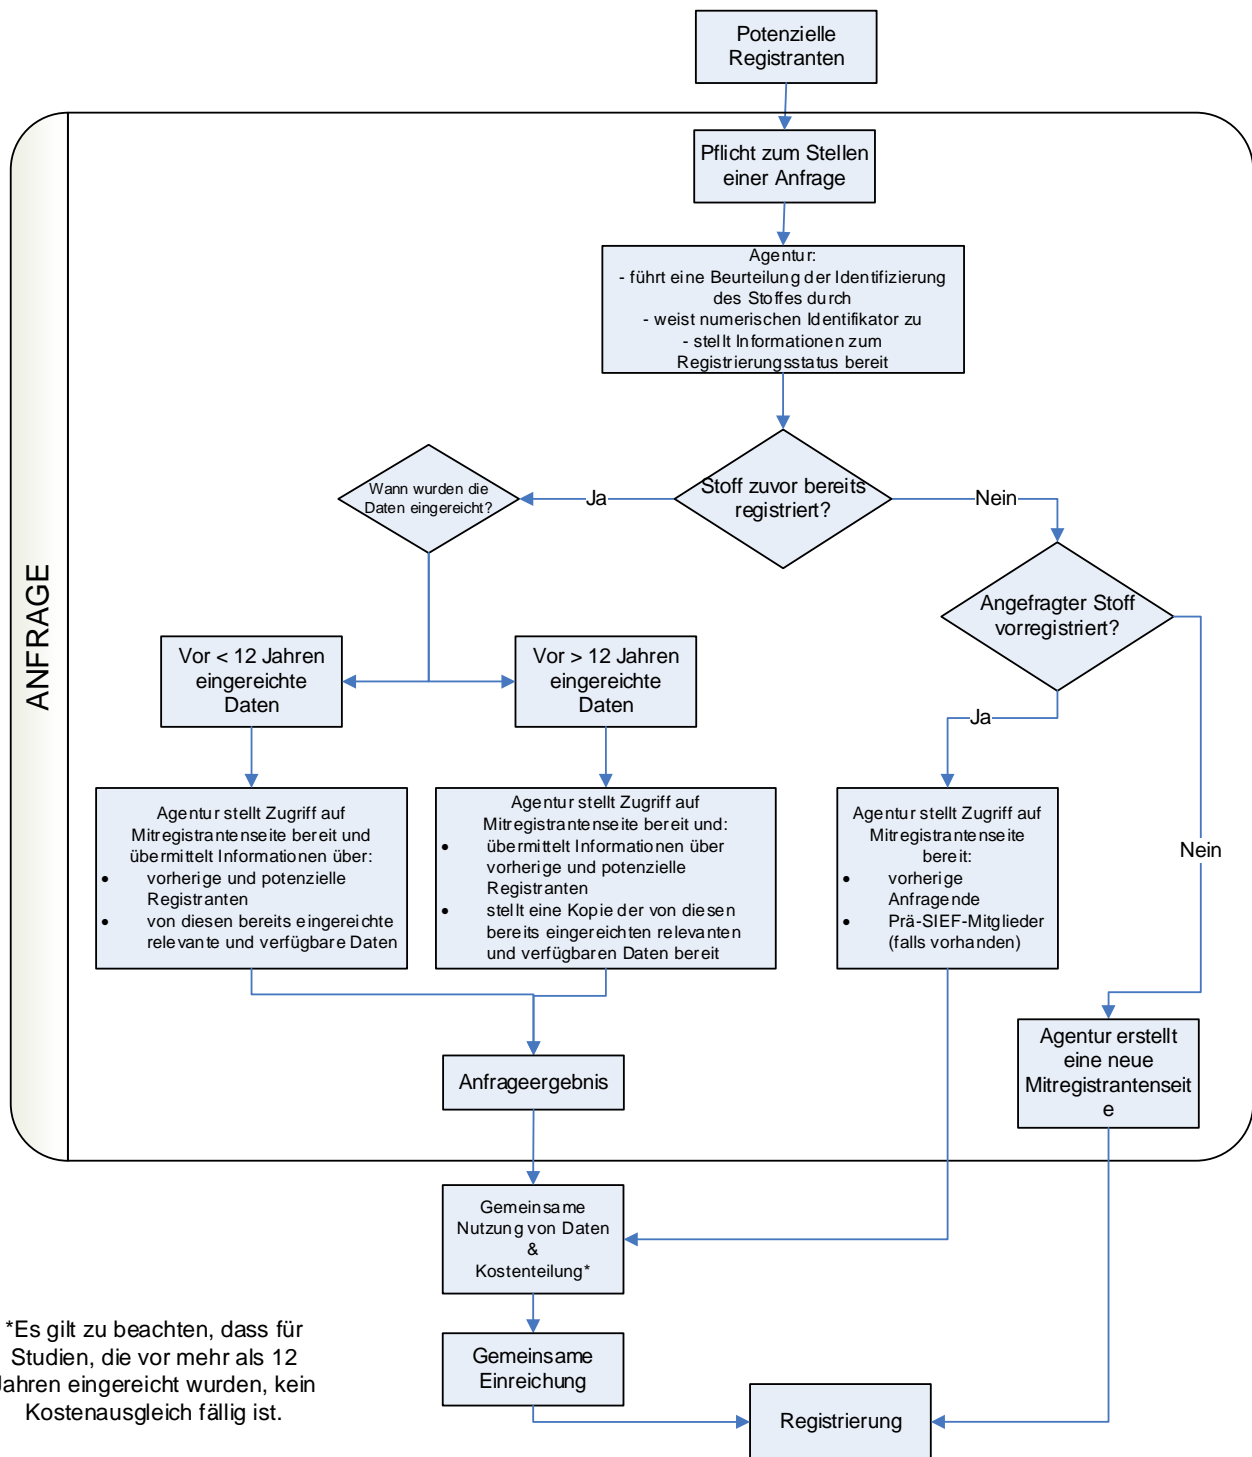 Potenzielle
Registranten
ANFRAGE
Pflicht zum Stellen
einer Anfrage
Agentur:
- führt eine Beurteilung der Identifizierung
des Stoffes durch
- weist numerischen Identifikator zu
- stellt Informationen zum
Registrierungsstatus bereit
Wann wurden die
Daten eingereicht?
Ja
Stoff zuvor bereits
registriert?
Nein
Angefragter Stoff
vorregistriert?
Vor < 12 Jahren
eingereichte
Daten
Vor > 12 Jahren
eingereichte
Daten
Ja
Nein
Agentur stellt Zugriff auf
Mitregistrantenseite bereit und
übermittelt Informationen über:
• vorherige und potenzielle
Registranten
• von diesen bereits eingereichte
relevante und verfügbare Daten
Agentur stellt Zugriff auf
Mitregistrantenseite bereit und:
• übermittelt Informationen über
vorherige und potenzielle
Registranten
• stellt eine Kopie der von diesen
bereits eingereichten relevanten
und verfügbaren Daten bereit
Agentur stellt Zugriff auf
Mitregistrantenseite
bereit:
• vorherige
Anfragende
• Prä-SIEF-Mitglieder
(falls vorhanden)
Anfrageergebnis
Agentur erstellt
eine neue
Mitregistrantenseit
e
Gemeinsame
Nutzung von Daten
&
Kostenteilung*
Gemeinsame
Einreichung
Registrierung
*Es gilt zu beachten, dass für
Studien, die vor mehr als 12
Jahren eingereicht wurden, kein
Kostenausgleich fällig ist.